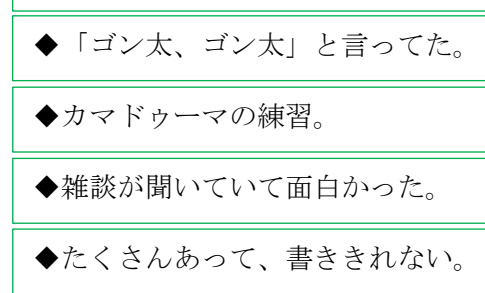 ◆「ゴン太、ゴン太」と言ってた。
◆カマドゥーマの練習。
◆雑談が聞いていて面白かった。
◆たくさんあって、書ききれない。